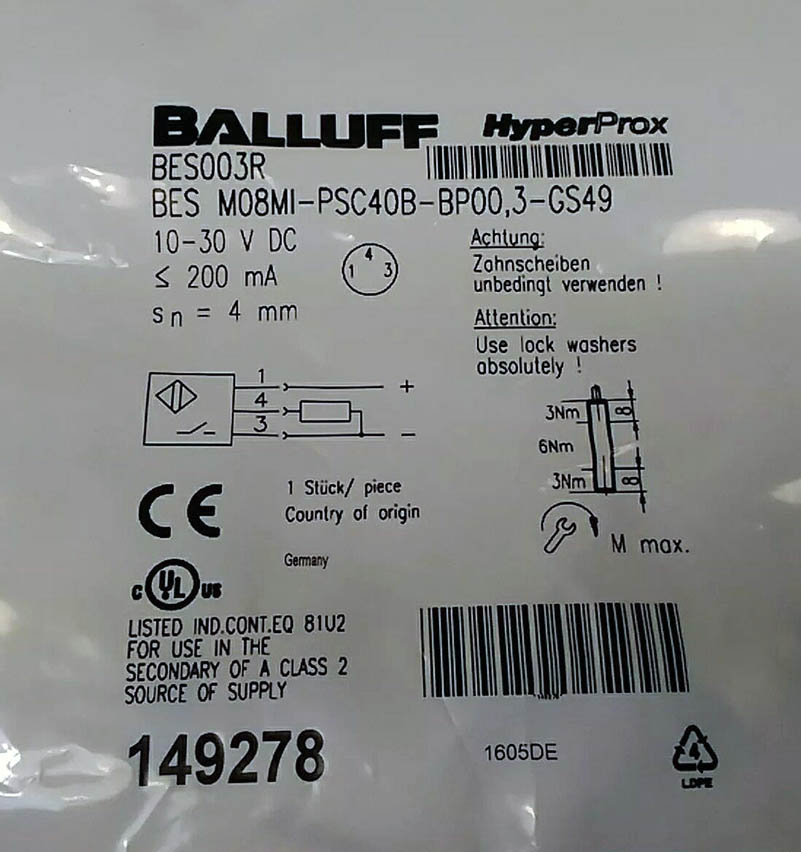 BALLUFF HyperProx
BES003R
BES M08MI-PSC40B-BP00,3-GS49
10-30 V DC
≤ 200 mA
sn = 4 mm
1 4 3
Achtung:
Zahnscheiben
unbedingt verwenden !
Attention:
Use lock washers
absolutely !
1 +
4
3 -
3Nm 8
6Nm
3Nm 8
M max.
CE
1 Stück/ piece
Country of origin
Germany
c UL us
LISTED IND.CONT.EQ 81U2
FOR USE IN THE
SECONDARY OF A CLASS 2
SOURCE OF SUPPLY
149278
1605DE
4
LDPE